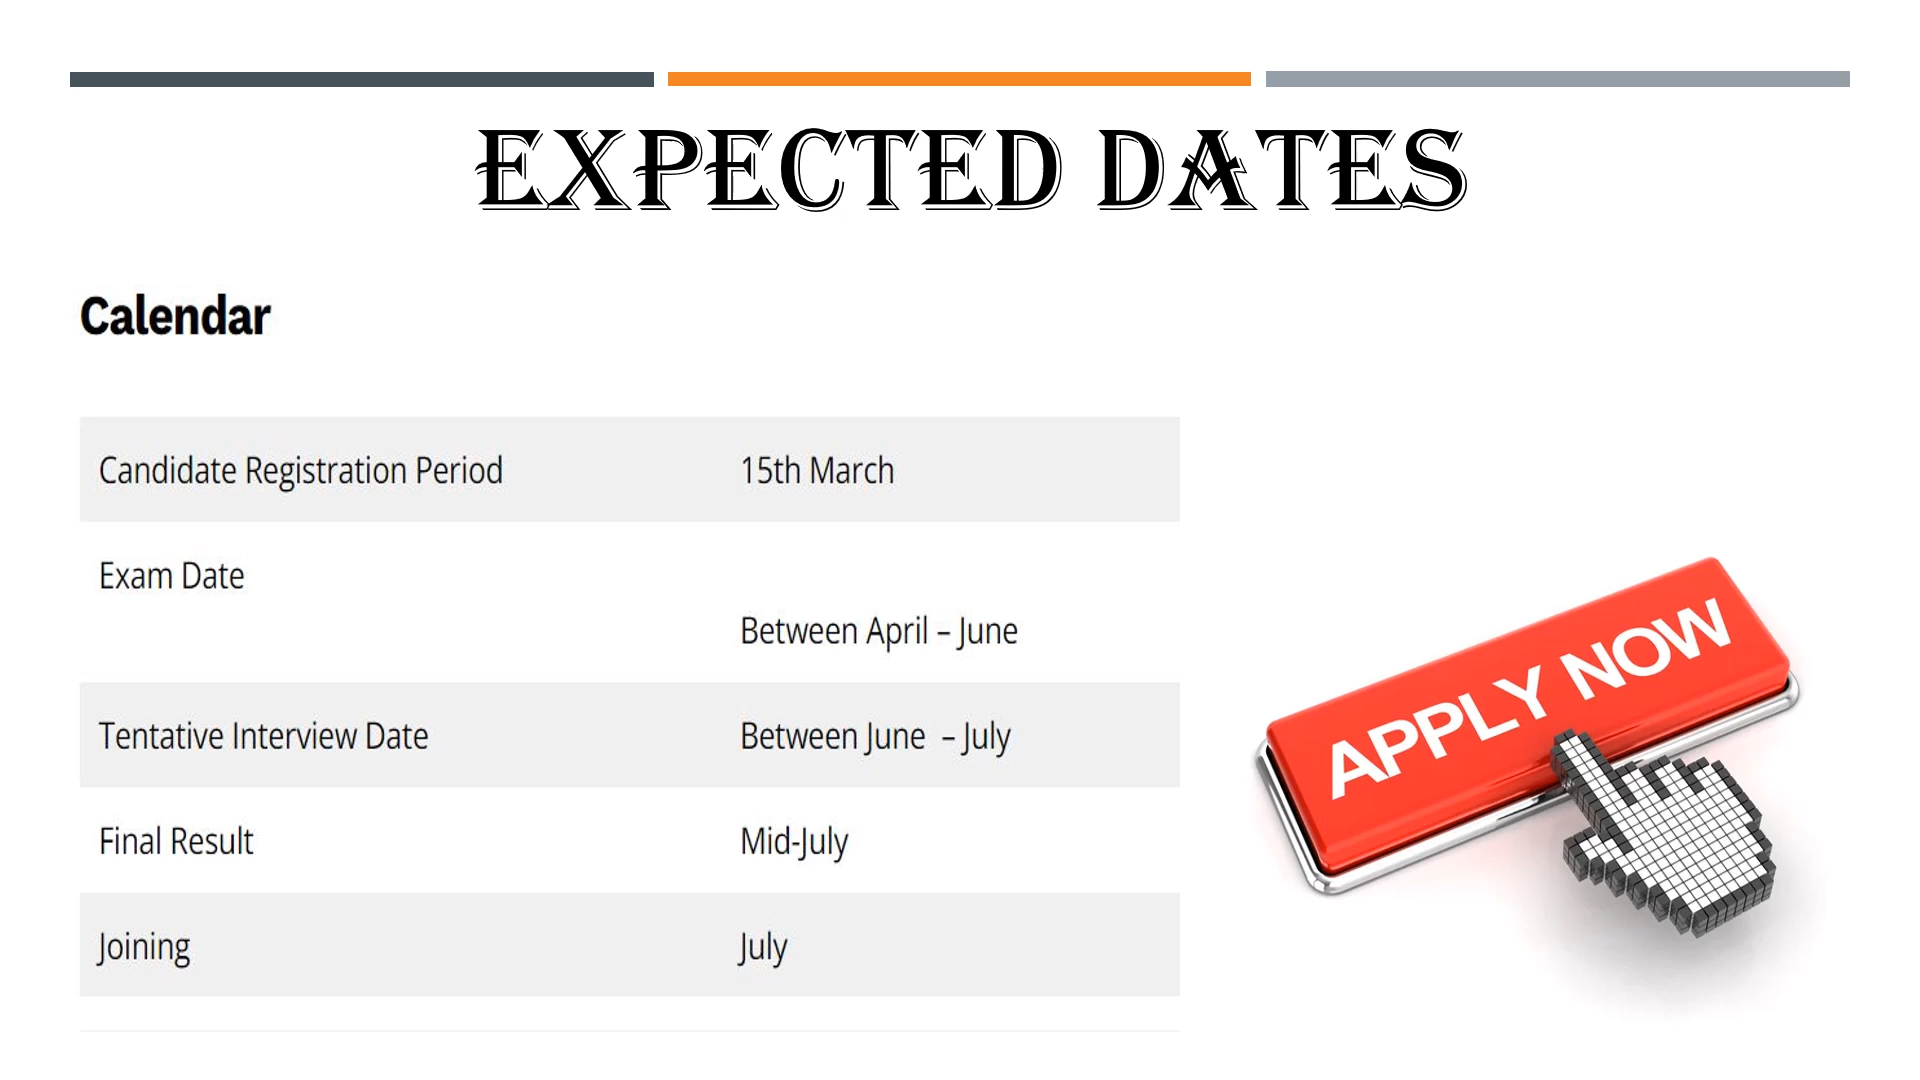 EXPECTED DATES
Calendar
Candidate Registration Period 15th March
Exam Date
Between April – June
Tentative Interview Date Between June – July
Final Result Mid-July
Joining July
APPLY NOW